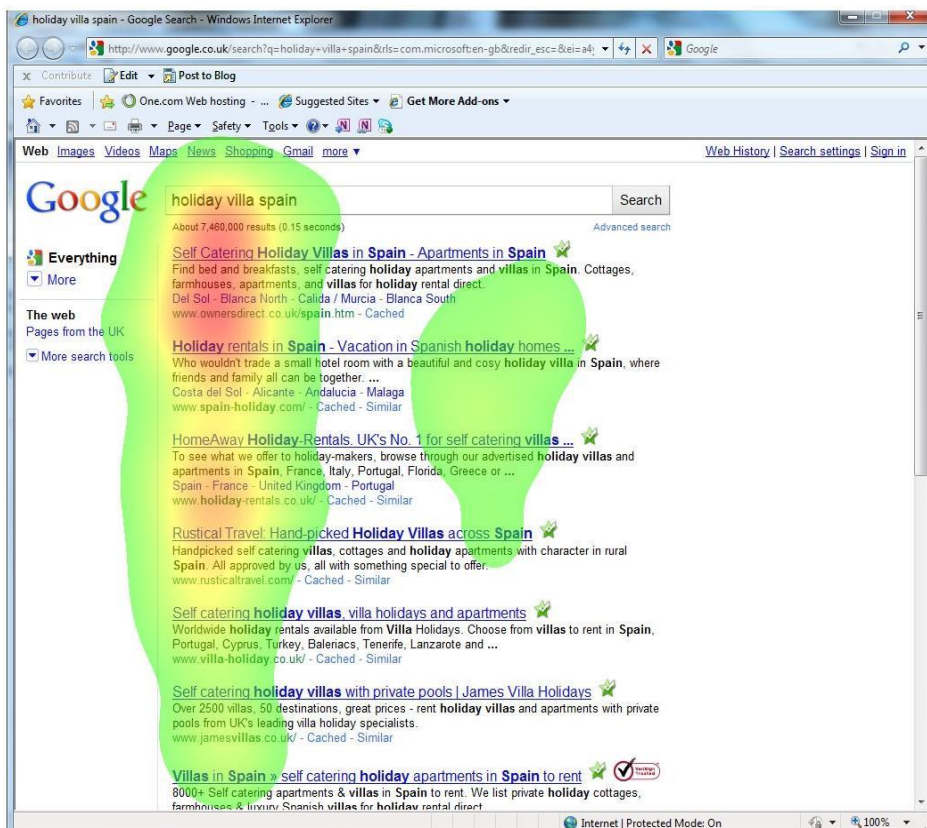 holiday villa spain - Google Search - Windows Internet Explorer
http://www.google.co.uk/search?q=holiday+villa+spain&rls=com.microsoft:en-gb&redir_esc=&ei=a4 Google
x Contribute Edit Post to Blog
Favorites One.com Web hosting - ... Suggested Sites Get More Add-ons
Page Safety Tools
Web Images Videos Maps News Shopping Gmail more Web History | Search settings | Sign in
Google holiday villa spain Search
About 7,460,000 results (0.15 seconds) Advanced search
Everything
More
The web
Pages from the UK
More search tools
Self Catering Holiday Villas in Spain - Apartments in Spain
Find bed and breakfasts, self catering holiday apartments and villas in Spain. Cottages,
farmhouses, apartments, and villas for holiday rental direct.
Del Sol - Blanca North - Calida / Murcia - Blanca South
www.ownersdirect.co.uk/spain.htm - Cached
Holiday rentals in Spain - Vacation in Spanish holiday homes ...
Who wouldn't trade a small hotel room with a beautiful and cosy holiday villa in Spain, where
friends and family all can be together. ...
Costa del Sol - Alicante - Andalucia - Malaga
www.spain-holiday.com/ - Cached - Similar
HomeAway Holiday-Rentals. UK's No. 1 for self catering villas ...
To see what we offer to holiday-makers, browse through our advertised holiday villas and
apartments in Spain, France, Italy, Portugal, Florida, Greece or ...
Spain - France - United Kingdom - Portugal
www.holiday-rentals.co.uk/ - Cached - Similar
Rustical Travel: Hand-picked Holiday Villas across Spain
Handpicked self catering villas, cottages and holiday apartments with character in rural
Spain. All approved by us, all with something special to offer.
www.rusticaltravel.com/ - Cached - Similar
Self catering holiday villas, villa holidays and apartments
Worldwide holiday rentals available from Villa Holidays. Choose from villas to rent in Spain,
Portugal, Cyprus, Turkey, Baleriacs, Tenerife, Lanzarote and ...
www.villa-holiday.co.uk/ - Cached - Similar
Self catering holiday villas with private pools | James Villa Holidays
Over 2500 villas, 50 destinations, great prices - rent holiday villas and apartments with private
pools from UK's leading villa holiday specialists.
www.jamesvillas.co.uk/ - Cached - Similar
Villas in Spain » self catering holiday apartments in Spain to rent VeriSign Trusted
8000+ Self catering apartments & villas in Spain to rent. We list private holiday cottages,
farmhouses & luxury Spanish villas for holiday rental direct
Internet | Protected Mode: On 100%